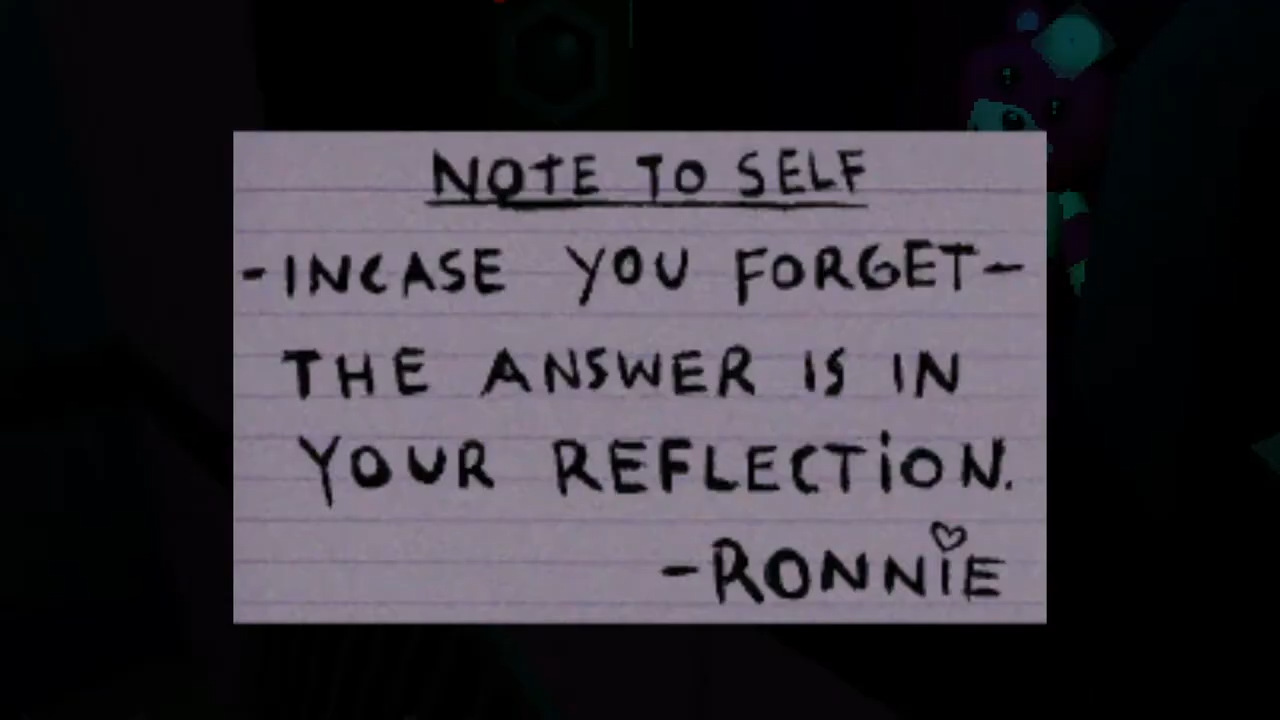 NOTE TO SELF
-INCASE YOU FORGET-
THE ANSWER IS IN
YOUR REFLECTION.
-RONNiE